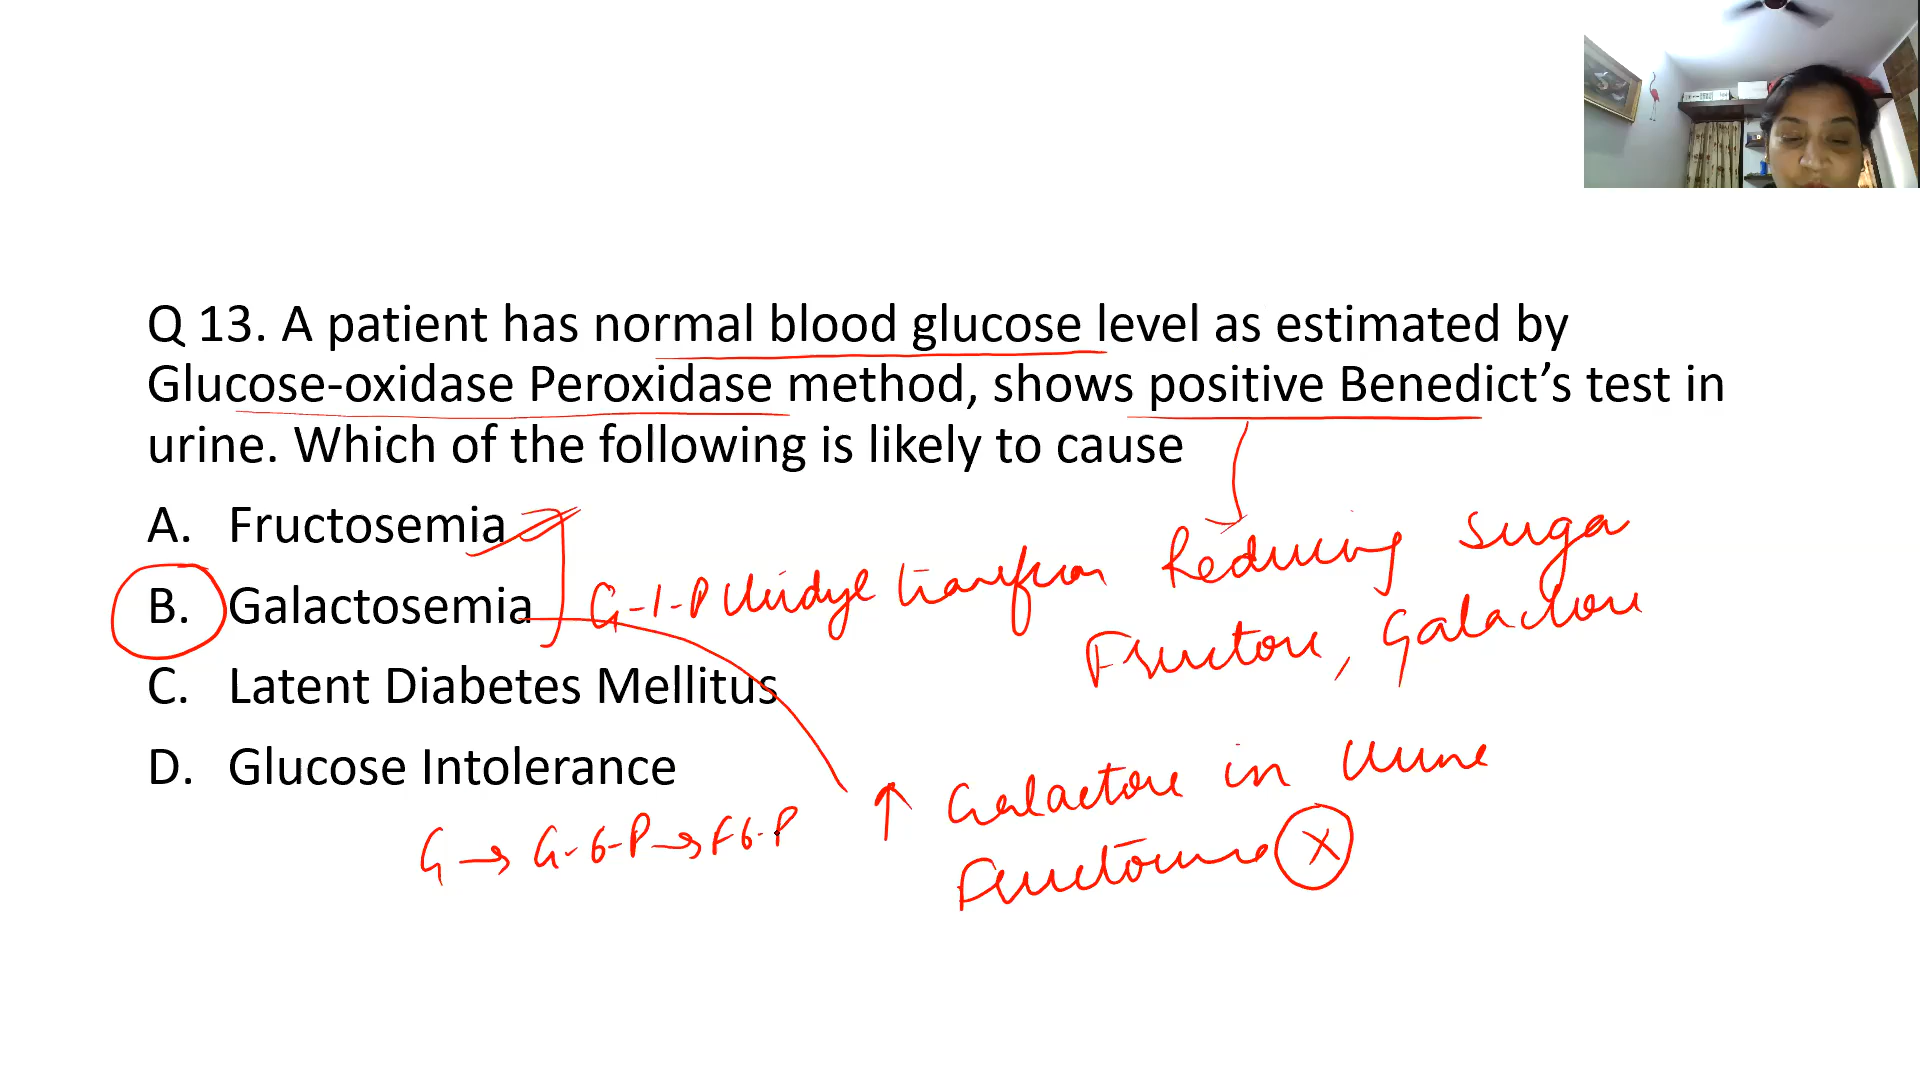 Q 13. A patient has normal blood glucose level as estimated by
Glucose-oxidase Peroxidase method, shows positive Benedict’s test in
urine. Which of the following is likely to cause
A. Fructosemia
B. Galactosemia
C. Latent Diabetes Mellitus
D. Glucose Intolerance
Reducing Suga
G-1-P Uridyl
Fructose, Galactose
↑ Galactose in Urine
G → G-6-P → F6-P
X